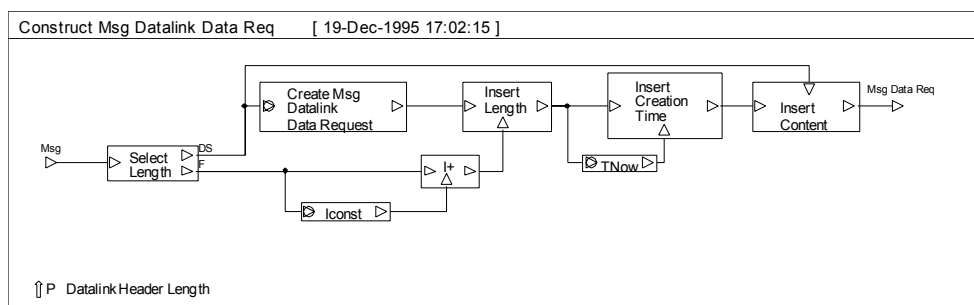 Construct Msg Datalink Data Req [ 19-Dec-1995 17:02:15 ]
Create Msg
Datalink
Data Request
Insert
Length
Insert
Creation
Time
Insert
Content
Msg Data Req
Msg
Select
Length
DS
F
I+
TNow
Iconst
P Datalink Header Length